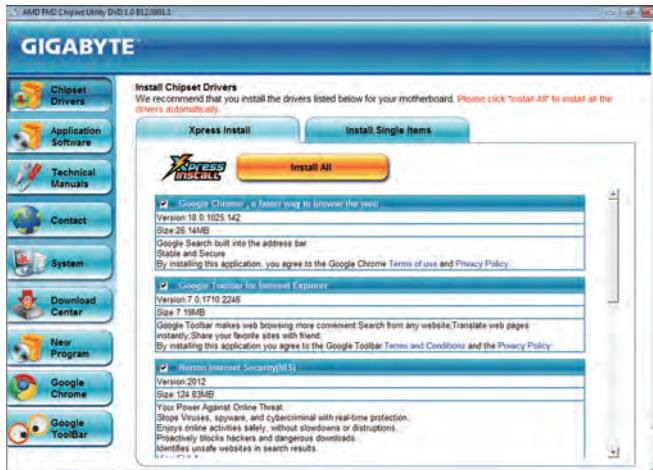 AMD FM2 Chipset Utility DVD 1.0 B12.0801.1
GIGABYTE
Chipset Drivers
Application Software
Technical Manuals
Contact
System
Download Center
New Program
Google Chrome
Google ToolBar
Install Chipset Drivers
We recommend that you install the drivers listed below for your motherboard. Please click "Install All" to install all the
drivers automatically.
Xpress Install
Install Single Items
Xpress
INSTALL
Install All
Google Chrome , a faster way to browse the web
Version:18.0.1025.142
Size:26.14MB
Google Search built into the address bar
Stable and Secure
By installing this application, you agree to the Google Chrome Terms of use and Privacy Policy
Google Toolbar for Internet Explorer
Version:7.0.1710.2246
Size:7.19MB
Google Toolbar makes web browsing more convenient.Search from any website;Translate web pages
instantly;Share your favorite sites with friend.
By installing this application you agree to the Google Toolbar Terms and Conditions and the Privacy Policy
Norton Internet Security(NIS)
Version:2012
Size:124.83MB
Your Power Against Online Threat.
Stops Viruses, spyware, and cybercriminal with real-time protection.
Enjoys online activities safely, without slowdowns or distruptions.
Proactively blocks hackers and dangerous downloads.
Identifies unsafe websites in search results.